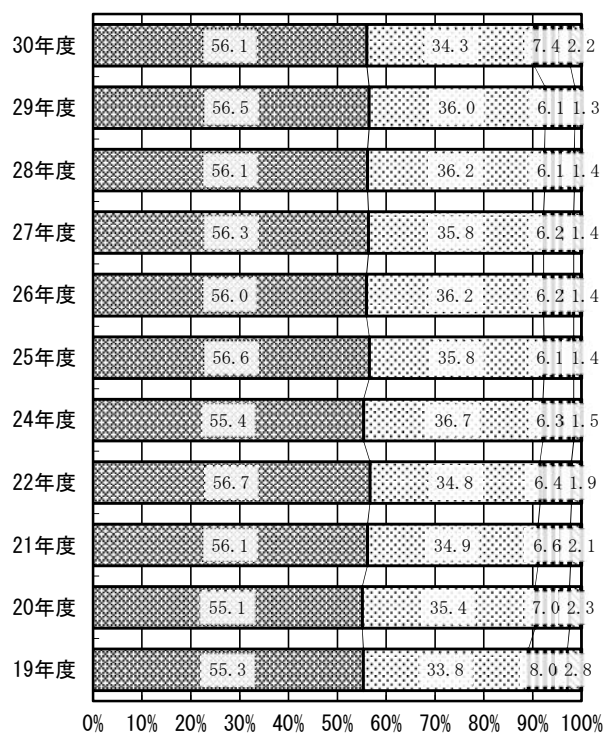 30年度 56.1 34.3 7.4 2.2
29年度 56.5 36.0 6.1 1.3
28年度 56.1 36.2 6.1 1.4
27年度 56.3 35.8 6.2 1.4
26年度 56.0 36.2 6.2 1.4
25年度 56.6 35.8 6.1 1.4
24年度 55.4 36.7 6.3 1.5
22年度 56.7 34.8 6.4 1.9
21年度 56.1 34.9 6.6 2.1
20年度 55.1 35.4 7.0 2.3
19年度 55.3 33.8 8.0 2.8
0% 10% 20% 30% 40% 50% 60% 70% 80% 90% 100%